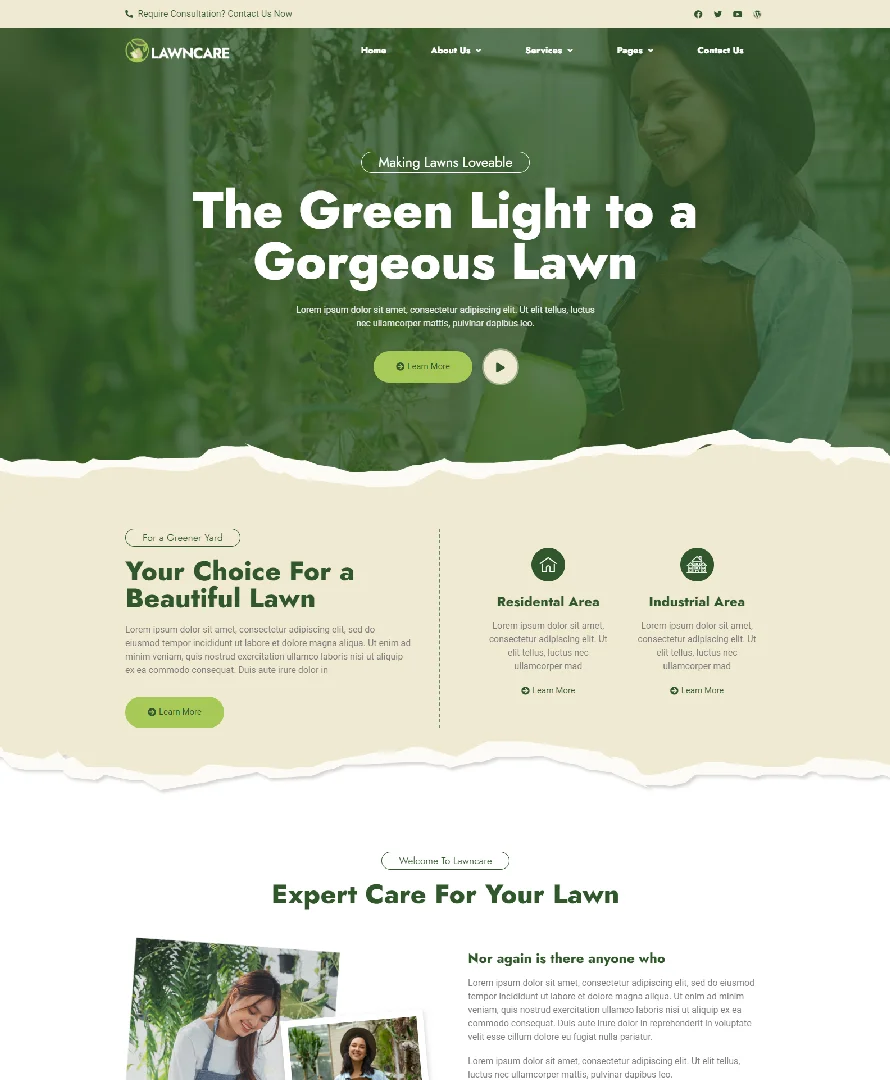 Require Consultation? Contact Us Now
LAWNCARE
Home
About Us
Services
Pages
Contact Us
Making Lawns Loveable
The Green Light to a
Gorgeous Lawn
Lorem ipsum dolor sit amet, consectetur adipiscing elit. Ut elit tellus, luctus
nec ullamcorper mattis, pulvinar dapibus leo.
Learn More
For a Greener Yard
Your Choice For a
Beautiful Lawn
Lorem ipsum dolor sit amet, consectetur adipiscing elit, sed do
eiusmod tempor incididunt ut labore et dolore magna aliqua. Ut enim ad
minim veniam, quis nostrud exercitation ullamco laboris nisi ut aliquip
ex ea commodo consequat. Duis aute irure dolor in
Learn More
Residental Area
Lorem ipsum dolor sit amet,
consectetur adipiscing elit. Ut
elit tellus, luctus nec
ullamcorper mad
Learn More
Industrial Area
Lorem ipsum dolor sit amet,
consectetur adipiscing elit. Ut
elit tellus, luctus nec
ullamcorper mad
Learn More
Welcome To Lawncare
Expert Care For Your Lawn
Nor again is there anyone who
Lorem ipsum dolor sit amet, consectetur adipiscing elit, sed do eiusmod
tempor incididunt ut labore et dolore magna aliqua. Ut enim ad minim
veniam, quis nostrud exercitation ullamco laboris nisi ut aliquip ex ea
commodo consequat. Duis aute irure dolor in reprehenderit in voluptate
velit esse cillum dolore eu fugiat nulla pariatur.
Lorem ipsum dolor sit amet, consectetur adipiscing elit. Ut elit tellus,
luctus nec ullamcorper mattis, pulvinar dapibus leo.